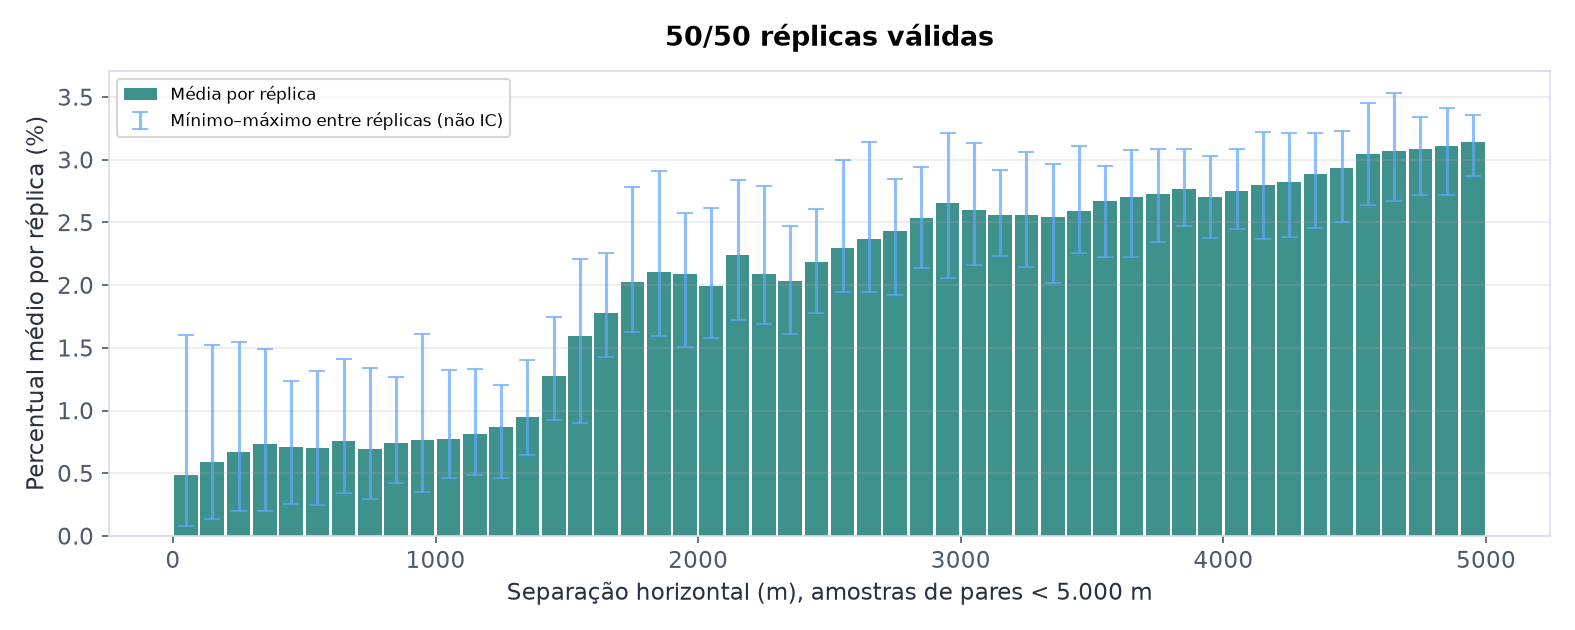 50/50 réplicas válidas
Média por réplica
Mínimo–máximo entre réplicas (não IC)
Percentual médio por réplica (%)
3.5
3.0
2.5
2.0
1.5
1.0
0.5
0.0
0 1000 2000 3000 4000 5000
Separação horizontal (m), amostras de pares < 5.000 m